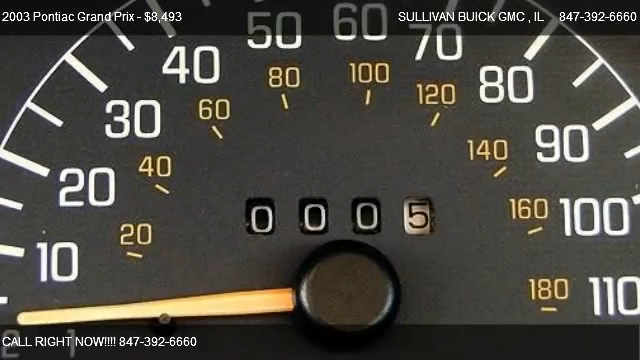 2003 Pontiac Grand Prix - $8,493 SULLIVAN BUICK GMC , IL 847-392-6660
50 60 70
40 80 100 80
60 120
30 90
40 140
20 0 0 0 5 160 100
20
10
180 110
CALL RIGHT NOW!!!! 847-392-6660